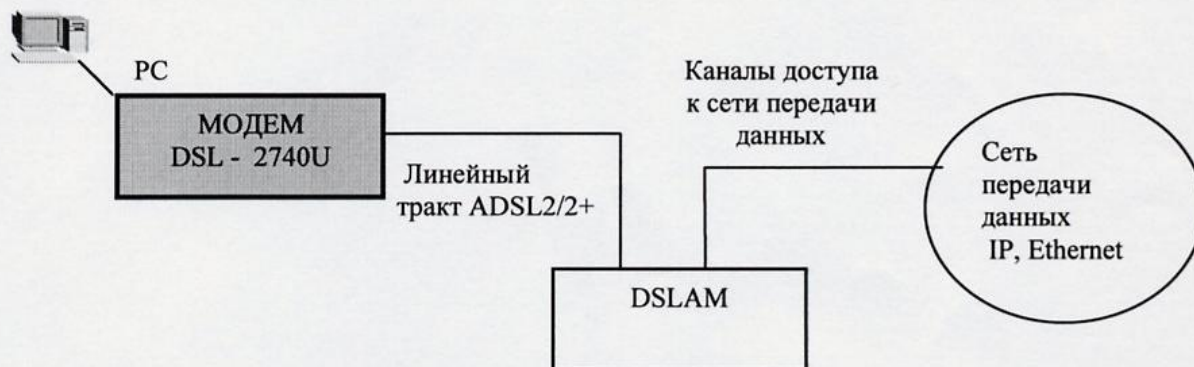 PC
МОДЕМ
DSL - 2740U
Линейный
тракт ADSL2/2+
Каналы доступа
к сети передачи
данных
Сеть
передачи
данных
IP, Ethernet
DSLAM